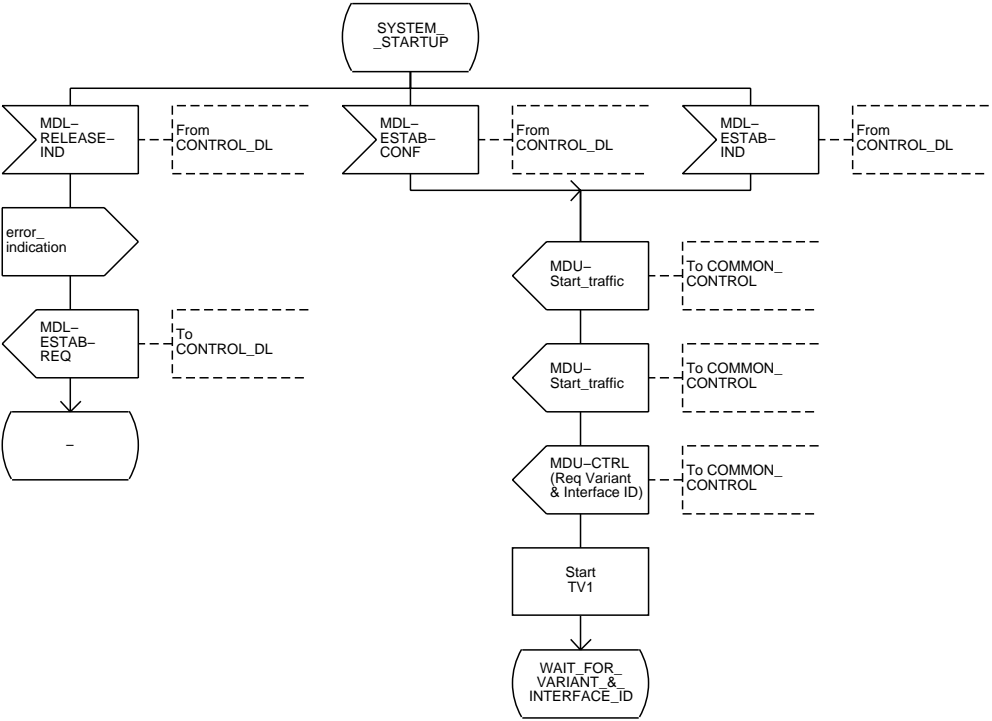 SYSTEM_
_STARTUP
MDL–
RELEASE–
IND
From
CONTROL_DL
MDL–
ESTAB–
CONF
From
CONTROL_DL
MDL–
ESTAB–
IND
From
CONTROL_DL
error_
indication
MDL–
ESTAB–
REQ
To
CONTROL_DL
–
MDU–
Start_traffic
To COMMON_
CONTROL
MDU–
Start_traffic
To COMMON_
CONTROL
MDU–CTRL
(Req Variant
& Interface ID)
To COMMON_
CONTROL
Start
TV1
WAIT_FOR_
VARIANT_&_
INTERFACE_ID